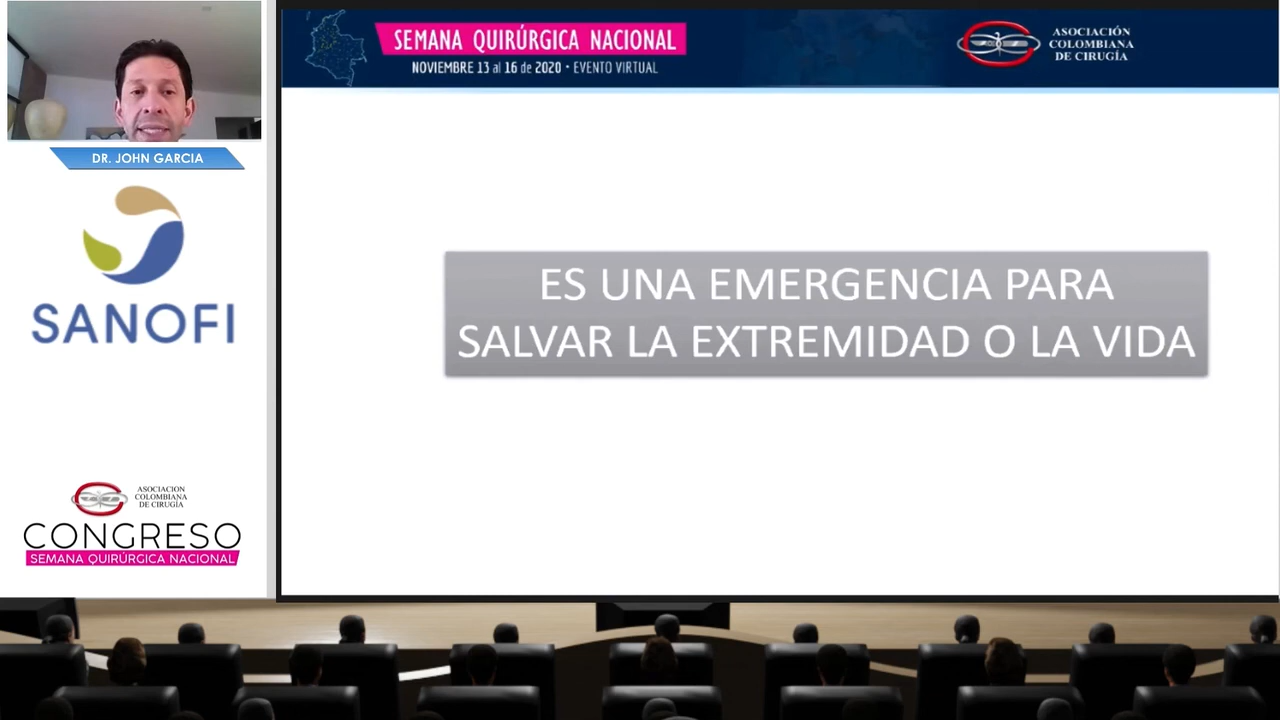 DR. JOHN GARCIA
SANOFI
ASOCIACION
COLOMBIANA
DE CIRUGÍA
CONGRESO
SEMANA QUIRÚRGICA NACIONAL
SEMANA QUIRÚRGICA NACIONAL
NOVIEMBRE 13 al 16 de 2020 • EVENTO VIRTUAL
ASOCIACIÓN
COLOMBIANA
DE CIRUGÍA
ES UNA EMERGENCIA PARA
SALVAR LA EXTREMIDAD O LA VIDA